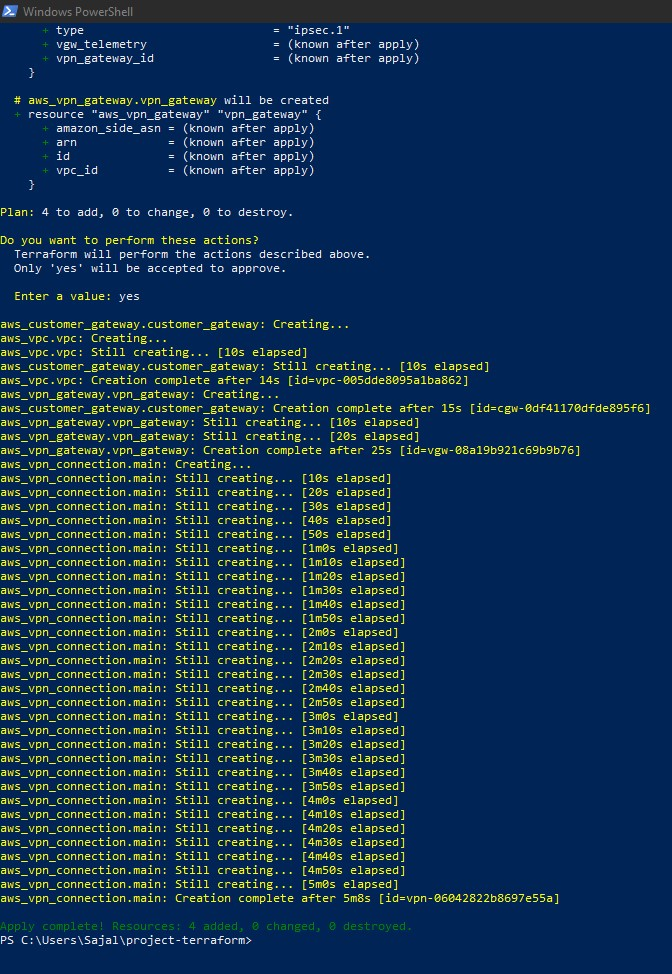 Windows PowerShell
+ type = "ipsec.1"
+ vgw_telemetry = (known after apply)
+ vpn_gateway_id = (known after apply)
}
# aws_vpn_gateway.vpn_gateway will be created
+ resource "aws_vpn_gateway" "vpn_gateway" {
+ amazon_side_asn = (known after apply)
+ arn = (known after apply)
+ id = (known after apply)
+ vpc_id = (known after apply)
}
Plan: 4 to add, 0 to change, 0 to destroy.
Do you want to perform these actions?
Terraform will perform the actions described above.
Only 'yes' will be accepted to approve.
Enter a value: yes
aws_customer_gateway.customer_gateway: Creating...
aws_vpc.vpc: Creating...
aws_vpc.vpc: Still creating... [10s elapsed]
aws_customer_gateway.customer_gateway: Still creating... [10s elapsed]
aws_vpc.vpc: Creation complete after 14s [id=vpc-005dde8095a1ba862]
aws_vpn_gateway.vpn_gateway: Creating...
aws_customer_gateway.customer_gateway: Creation complete after 15s [id=cgw-0df41170dfde895f6]
aws_vpn_gateway.vpn_gateway: Still creating... [10s elapsed]
aws_vpn_gateway.vpn_gateway: Still creating... [20s elapsed]
aws_vpn_gateway.vpn_gateway: Creation complete after 25s [id=vgw-08a19b921c69b9b76]
aws_vpn_connection.main: Creating...
aws_vpn_connection.main: Still creating... [10s elapsed]
aws_vpn_connection.main: Still creating... [20s elapsed]
aws_vpn_connection.main: Still creating... [30s elapsed]
aws_vpn_connection.main: Still creating... [40s elapsed]
aws_vpn_connection.main: Still creating... [50s elapsed]
aws_vpn_connection.main: Still creating... [1m0s elapsed]
aws_vpn_connection.main: Still creating... [1m10s elapsed]
aws_vpn_connection.main: Still creating... [1m20s elapsed]
aws_vpn_connection.main: Still creating... [1m30s elapsed]
aws_vpn_connection.main: Still creating... [1m40s elapsed]
aws_vpn_connection.main: Still creating... [1m50s elapsed]
aws_vpn_connection.main: Still creating... [2m0s elapsed]
aws_vpn_connection.main: Still creating... [2m10s elapsed]
aws_vpn_connection.main: Still creating... [2m20s elapsed]
aws_vpn_connection.main: Still creating... [2m30s elapsed]
aws_vpn_connection.main: Still creating... [2m40s elapsed]
aws_vpn_connection.main: Still creating... [2m50s elapsed]
aws_vpn_connection.main: Still creating... [3m0s elapsed]
aws_vpn_connection.main: Still creating... [3m10s elapsed]
aws_vpn_connection.main: Still creating... [3m20s elapsed]
aws_vpn_connection.main: Still creating... [3m30s elapsed]
aws_vpn_connection.main: Still creating... [3m40s elapsed]
aws_vpn_connection.main: Still creating... [3m50s elapsed]
aws_vpn_connection.main: Still creating... [4m0s elapsed]
aws_vpn_connection.main: Still creating... [4m10s elapsed]
aws_vpn_connection.main: Still creating... [4m20s elapsed]
aws_vpn_connection.main: Still creating... [4m30s elapsed]
aws_vpn_connection.main: Still creating... [4m40s elapsed]
aws_vpn_connection.main: Still creating... [4m50s elapsed]
aws_vpn_connection.main: Still creating... [5m0s elapsed]
aws_vpn_connection.main: Creation complete after 5m8s [id=vpn-06042822b8697e55a]
Apply complete! Resources: 4 added, 0 changed, 0 destroyed.
PS C:\Users\Sajal\project-terraform>